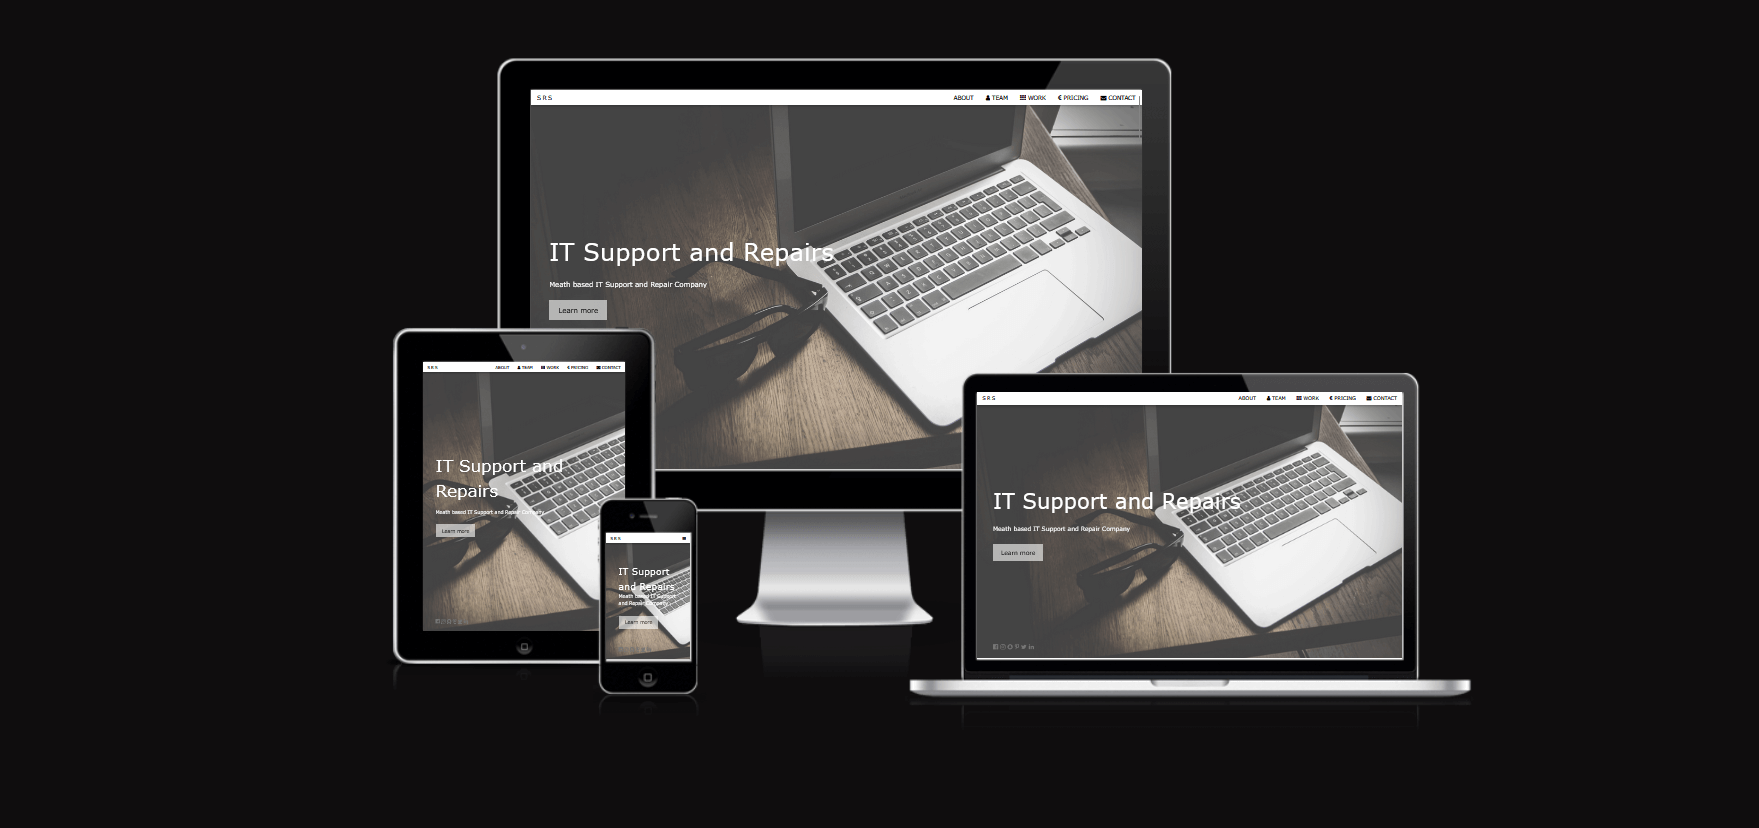 S R S
ABOUT TEAM WORK € PRICING CONTACT
IT Support and Repairs
Meath based IT Support and Repair Company
Learn more
S R S
ABOUT TEAM WORK € PRICING CONTACT
IT Support and
Repairs
Meath based IT Support and Repair Company
Learn more
S R S
IT Support
and Repairs
Meath based IT Support
and Repair Company
Learn more
S R S
ABOUT TEAM WORK € PRICING CONTACT
IT Support and Repairs
Meath based IT Support and Repair Company
Learn more